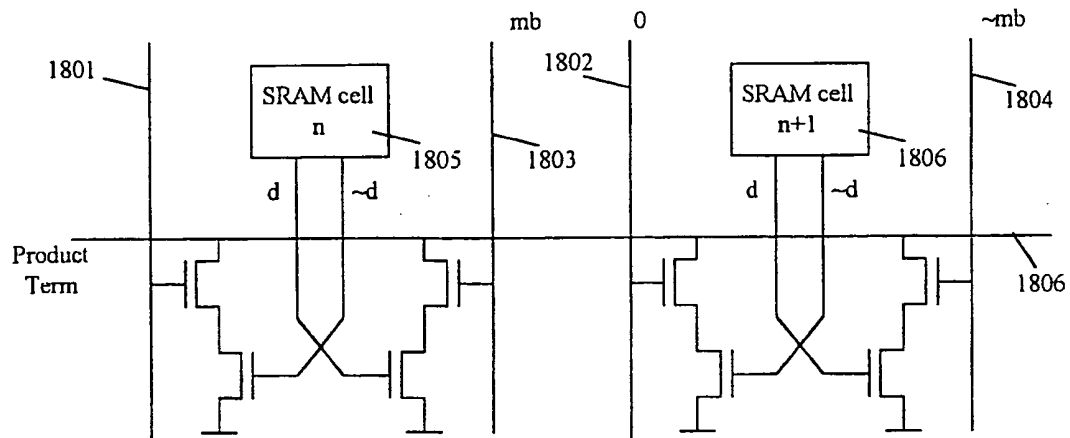 mb 0 ~mb
1801
SRAM cell
n
1805
1803
1802
SRAM cell
n+1
1806
1804
d ~d
d ~d
Product
Term
1806